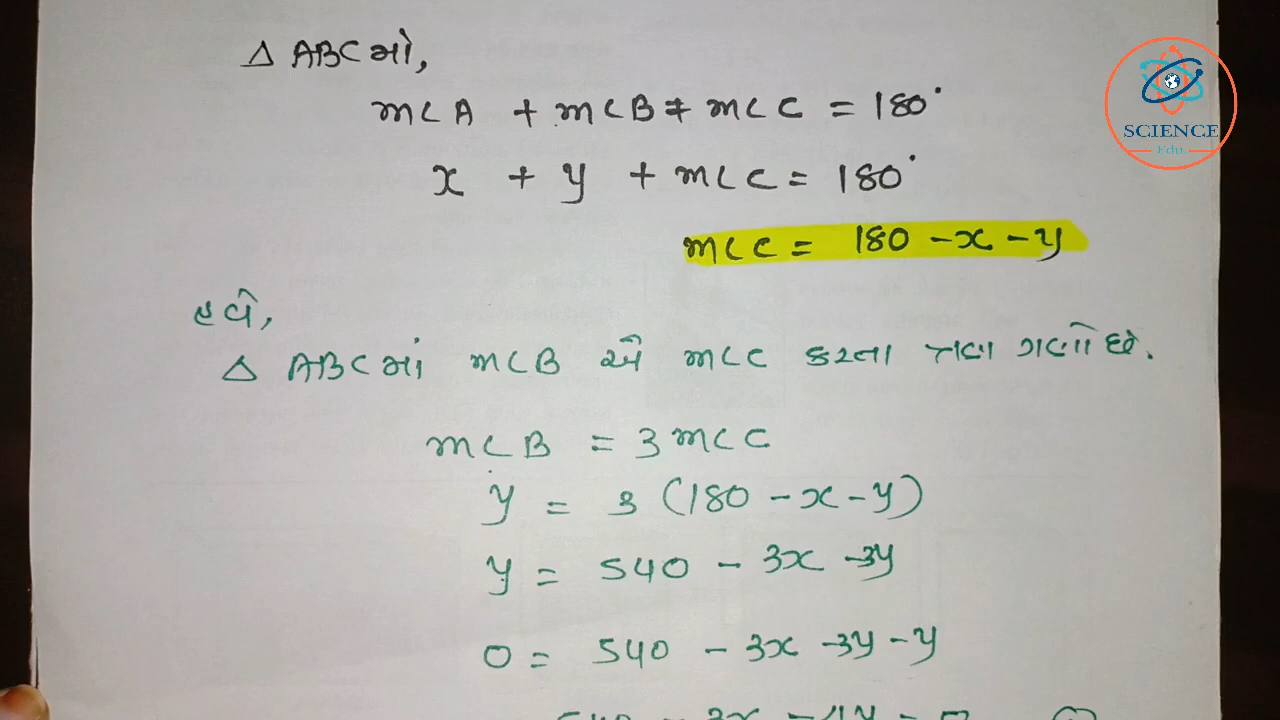 △ ABC માં,
m∠A + m∠B + m∠C = 180°
SCIENCE
Edu.
x + y + m∠C = 180°
m∠C = 180 - x - y
હવે,
△ ABC માં m∠B એ m∠C કરતા ત્રણ ગણો છે.
m∠B = 3 m∠C
y = 3 (180 - x - y)
y = 540 - 3x - 3y
0 = 540 - 3x - 3y - y